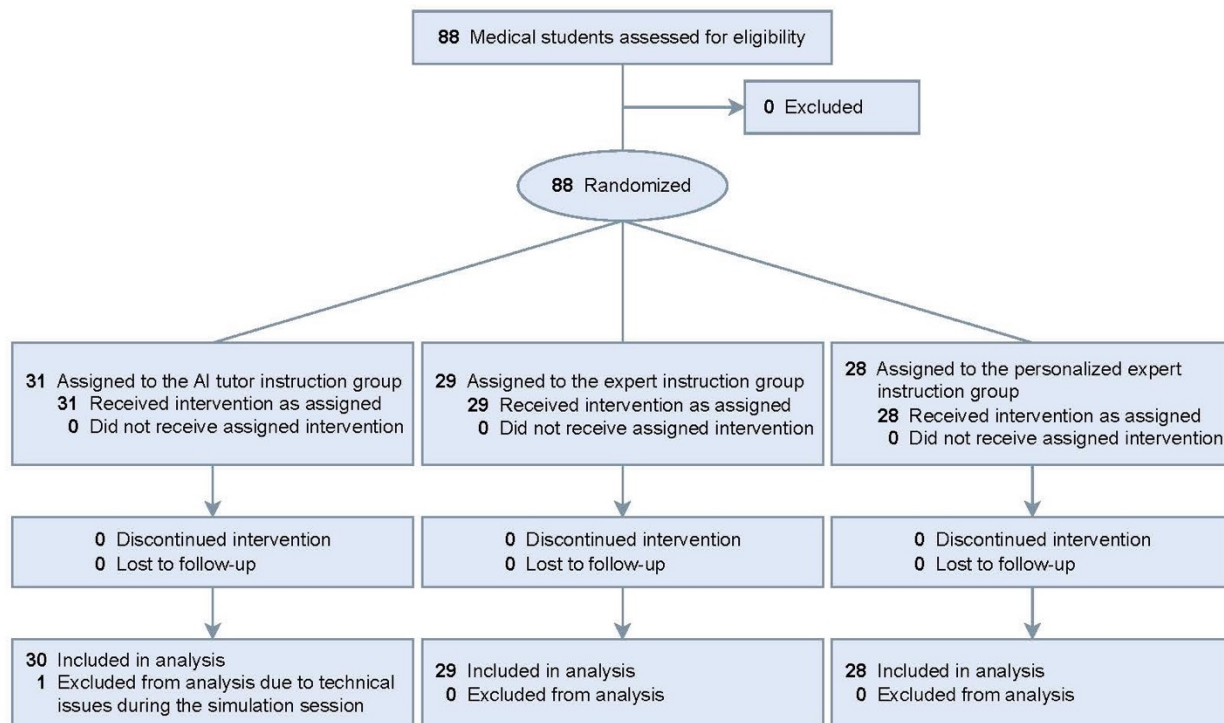 88 Medical students assessed for eligibility
0 Excluded
88 Randomized
31 Assigned to the AI tutor instruction group
31 Received intervention as assigned
0 Did not receive assigned intervention
29 Assigned to the expert instruction group
29 Received intervention as assigned
0 Did not receive assigned intervention
28 Assigned to the personalized expert
instruction group
28 Received intervention as assigned
0 Did not receive assigned intervention
0 Discontinued intervention
0 Lost to follow-up
0 Discontinued intervention
0 Lost to follow-up
0 Discontinued intervention
0 Lost to follow-up
30 Included in analysis
1 Excluded from analysis due to technical
issues during the simulation session
29 Included in analysis
0 Excluded from analysis
28 Included in analysis
0 Excluded from analysis